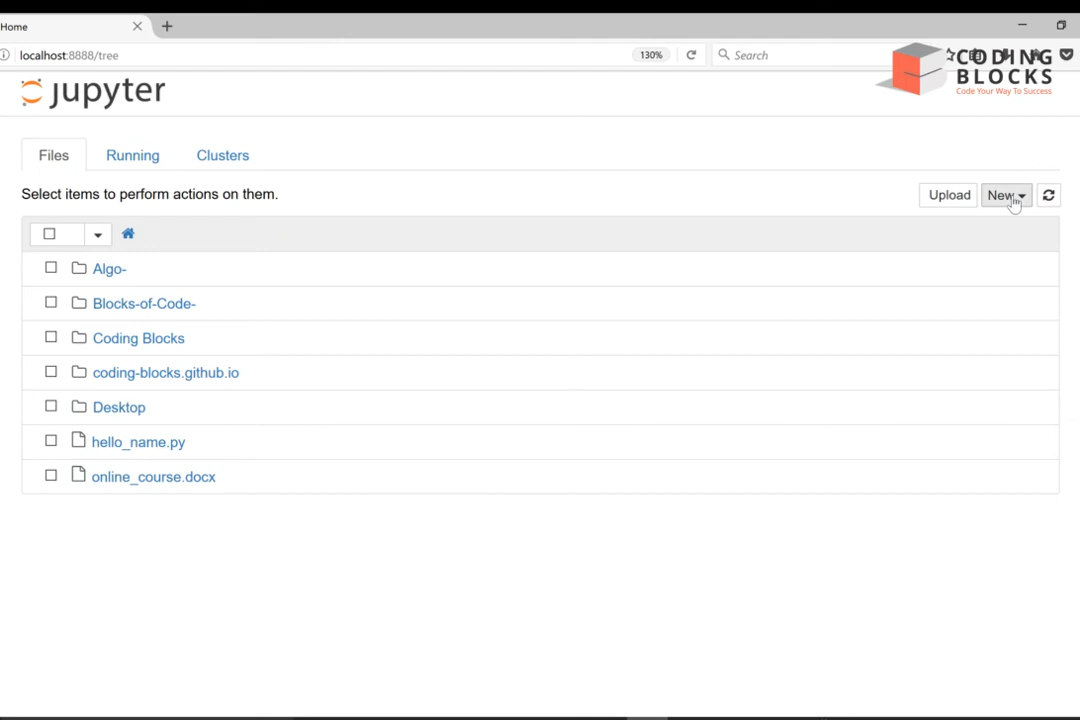 Home
localhost:8888/tree
130%
Search
CODING
BLOCKS
Code Your Way To Success
jupyter
Files Running Clusters
Select items to perform actions on them.
Upload New
Algo-
Blocks-of-Code-
Coding Blocks
coding-blocks.github.io
Desktop
hello_name.py
online_course.docx